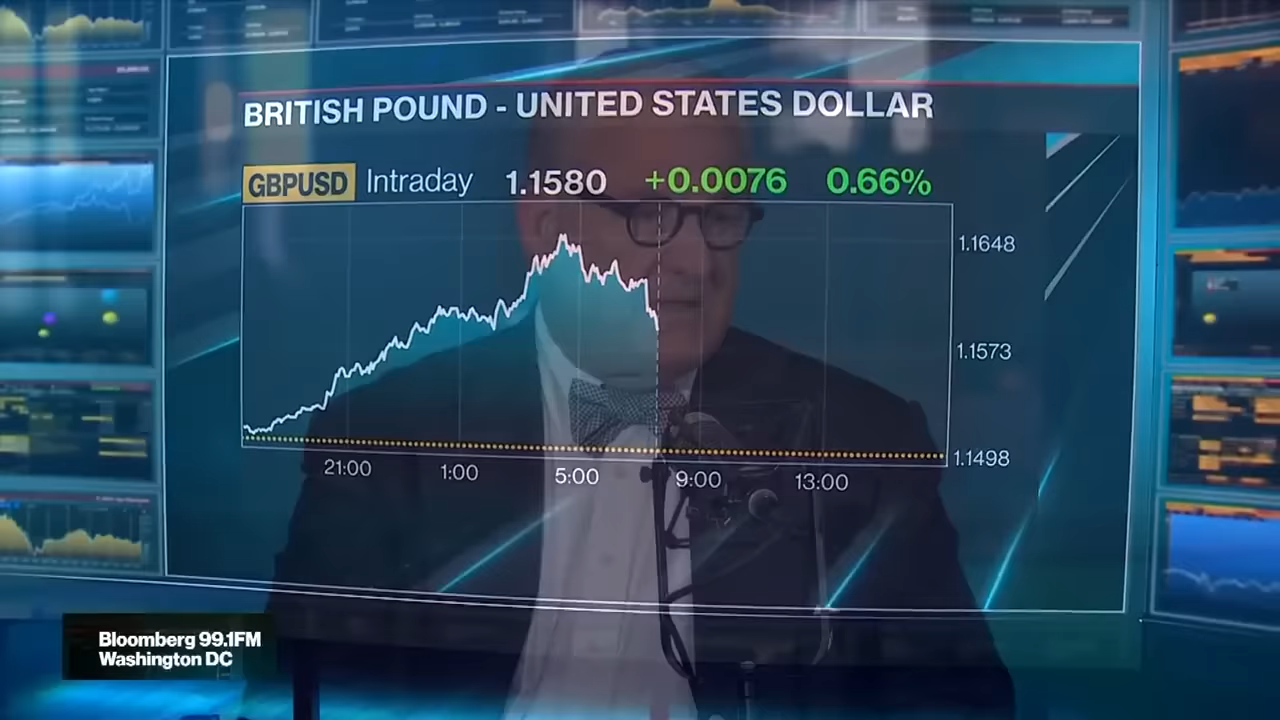 BRITISH POUND - UNITED STATES DOLLAR
GBPUSD Intraday 1.1580 +0.0076 0.66%
1.1648
1.1573
1.1498
21:00 1:00 5:00 9:00 13:00
Bloomberg 99.1FM
Washington DC